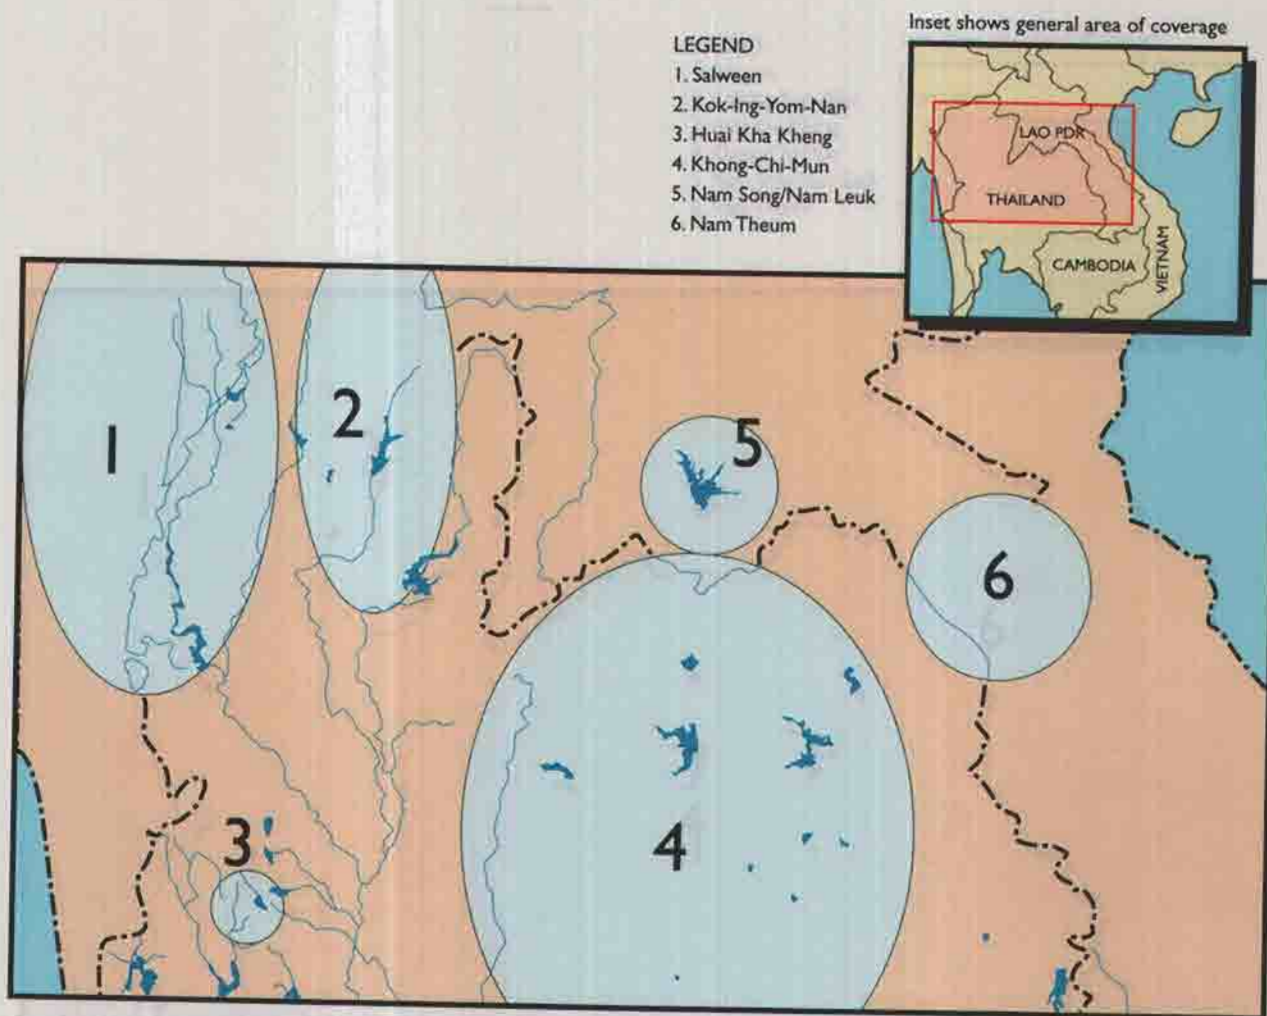 Inset shows general area of coverage
LEGEND
1. Salween
2. Kok-Ing-Yom-Nan
3. Huai Kha Kheng
4. Khong-Chi-Mun
5. Nam Song/Nam Leuk
6. Nam Theum
LAO PDR
THAILAND
CAMBODIA
VIETNAM
1
2
5
6
3
4